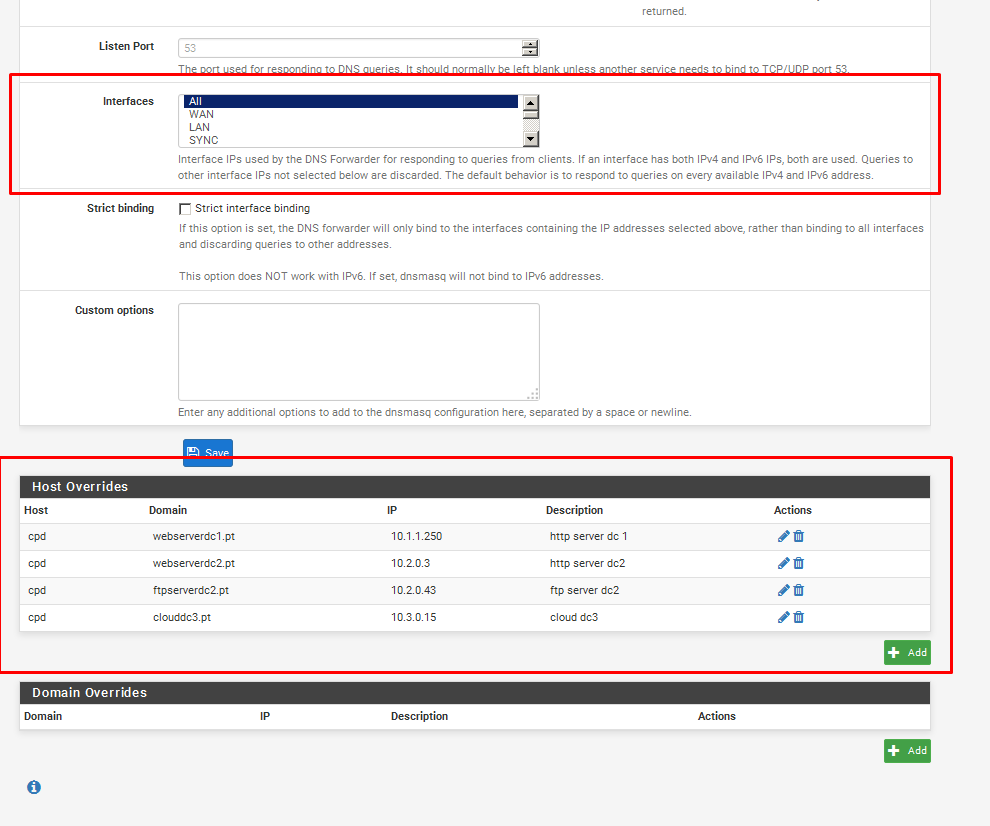 returned.
Listen Port
53
The port used for responding to DNS queries. It should normally be left blank unless another service needs to bind to TCP/UDP port 53.
Interfaces
All
WAN
LAN
SYNC
Interface IPs used by the DNS Forwarder for responding to queries from clients. If an interface has both IPv4 and IPv6 IPs, both are used. Queries to
other interface IPs not selected below are discarded. The default behavior is to respond to queries on every available IPv4 and IPv6 address.
Strict binding
Strict interface binding
If this option is set, the DNS forwarder will only bind to the interfaces containing the IP addresses selected above, rather than binding to all interfaces
and discarding queries to other addresses.
This option does NOT work with IPv6. If set, dnsmasq will not bind to IPv6 addresses.
Custom options
Enter any additional options to add to the dnsmasq configuration here, separated by a space or newline.
Save
Host Overrides
Host Domain IP Description Actions
cpd webserverdc1.pt 10.1.1.250 http server dc 1
cpd webserverdc2.pt 10.2.0.3 http server dc2
cpd ftpserverdc2.pt 10.2.0.43 ftp server dc2
cpd clouddc3.pt 10.3.0.15 cloud dc3
Add
Domain Overrides
Domain IP Description Actions
Add